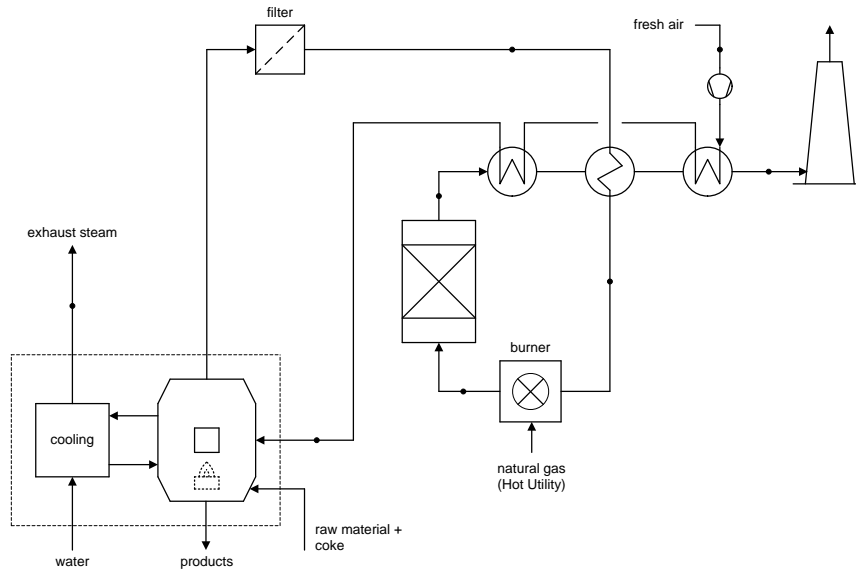 filter
fresh air
exhaust steam
burner
cooling
natural gas
(Hot Utility)
raw material +
coke
water
products